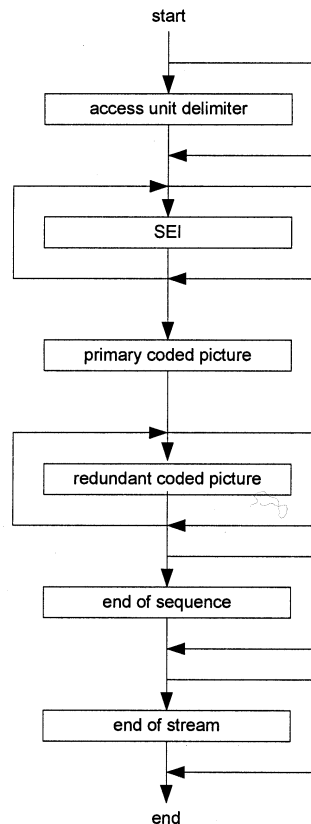 start
access unit delimiter
SEI
primary coded picture
redundant coded picture
end of sequence
end of stream
end